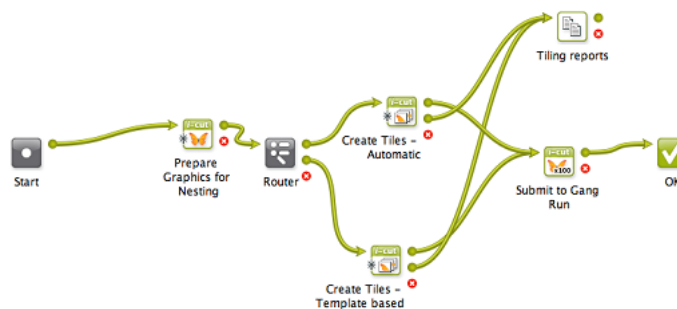 Tiling reports
i-cut
Create Tiles -
Automatic
i-cut
Prepare
Graphics for
Nesting
Start
Router
i-cut
x100
Submit to Gang
Run
OK
i-cut
Create Tiles -
Template based